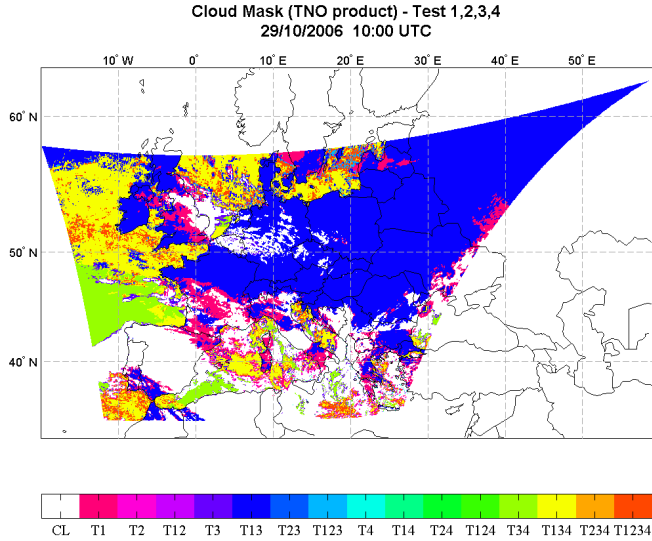 Cloud Mask (TNO product) - Test 1,2,3,4
29/10/2006 10:00 UTC
10° W 0° 10° E 20° E 30° E 40° E 50° E
60° N
50° N
40° N
CL T1 T2 T12 T3 T13 T23 T123 T4 T14 T24 T124 T34 T134 T234 T1234